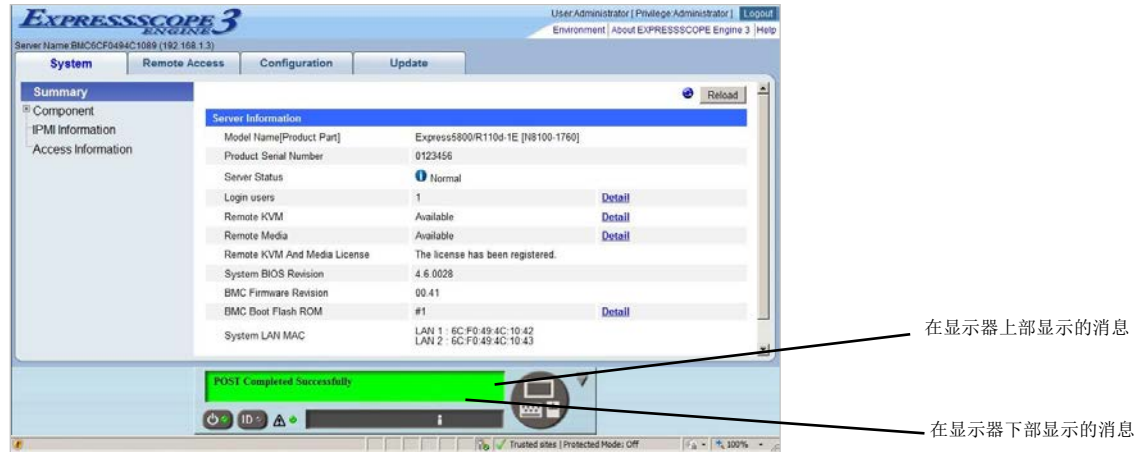 EXPRESSSCOPE
ENGINE 3
User:Administrator [ Privilege:Administrator ] Logout
Environment | About EXPRESSSCOPE Engine 3 | Help
Server Name:BMC6CF0494C1089 (192.168.1.3)
System Remote Access Configuration Update
Summary
Component
IPMI Information
Access Information
Reload
Server Information
Model Name[Product Part] Express5800/R110d-1E [N8100-1760]
Product Serial Number 0123456
Server Status Normal
Login users 1 Detail
Remote KVM Available Detail
Remote Media Available Detail
Remote KVM And Media License The license has been registered.
System BIOS Revision 4.6.0028
BMC Firmware Revision 00.41
BMC Boot Flash ROM #1 Detail
System LAN MAC LAN 1 : 6C:F0:49:4C:10:42
LAN 2 : 6C:F0:49:4C:10:43
在显示器上部显示的消息
POST Completed Successfully
ID
在显示器下部显示的消息
Trusted sites | Protected Mode: Off 100%